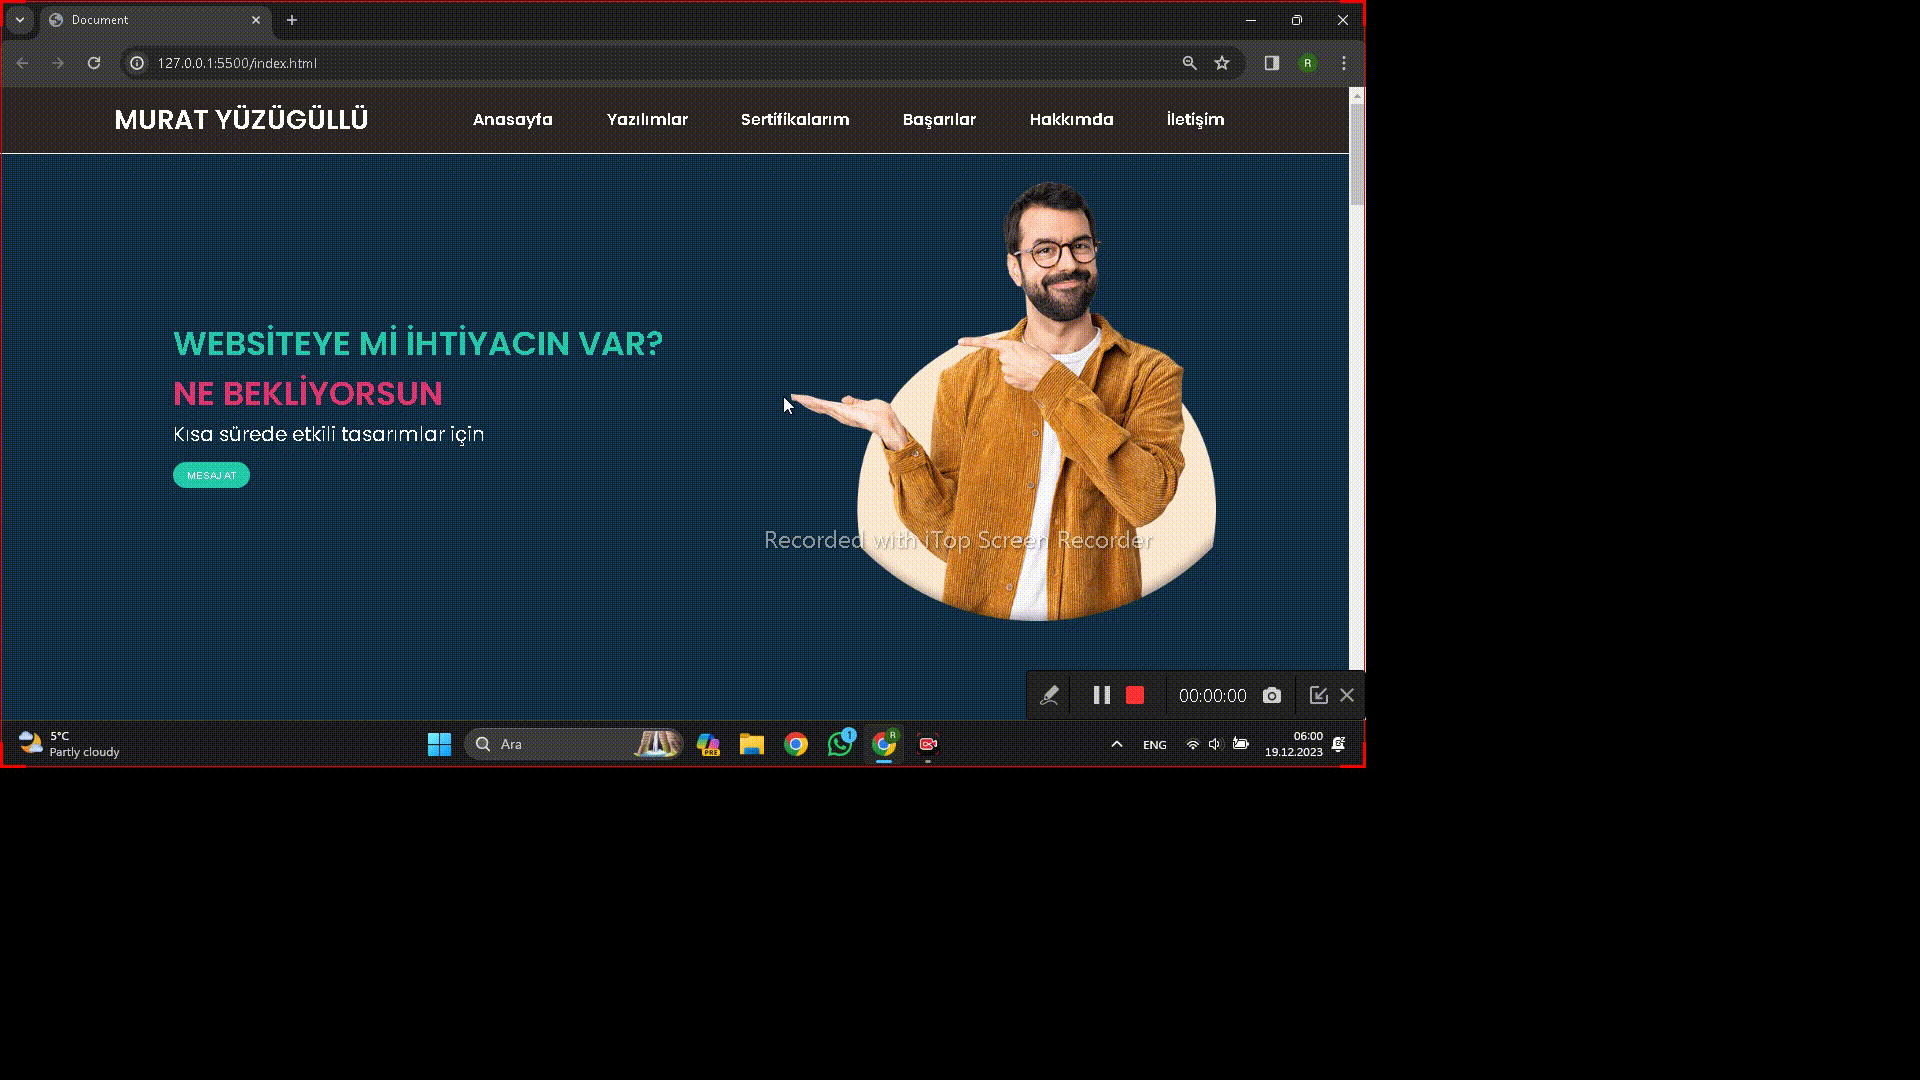 Document
127.0.0.1:5500/index.html
R
MURAT YÜZÜGÜLLÜ
Anasayfa
Yazılımlar
Sertifikalarım
Başarılar
Hakkımda
İletişim
WEBSİTEYE Mİ İHTİYACIN VAR?
NE BEKLİYORSUN
Kısa sürede etkili tasarımlar için
MESAJ AT
Recorded with iTop Screen Recorder
00:00:00
5°C
Partly cloudy
Ara
PRE
1
R
ENG
06:00
19.12.2023